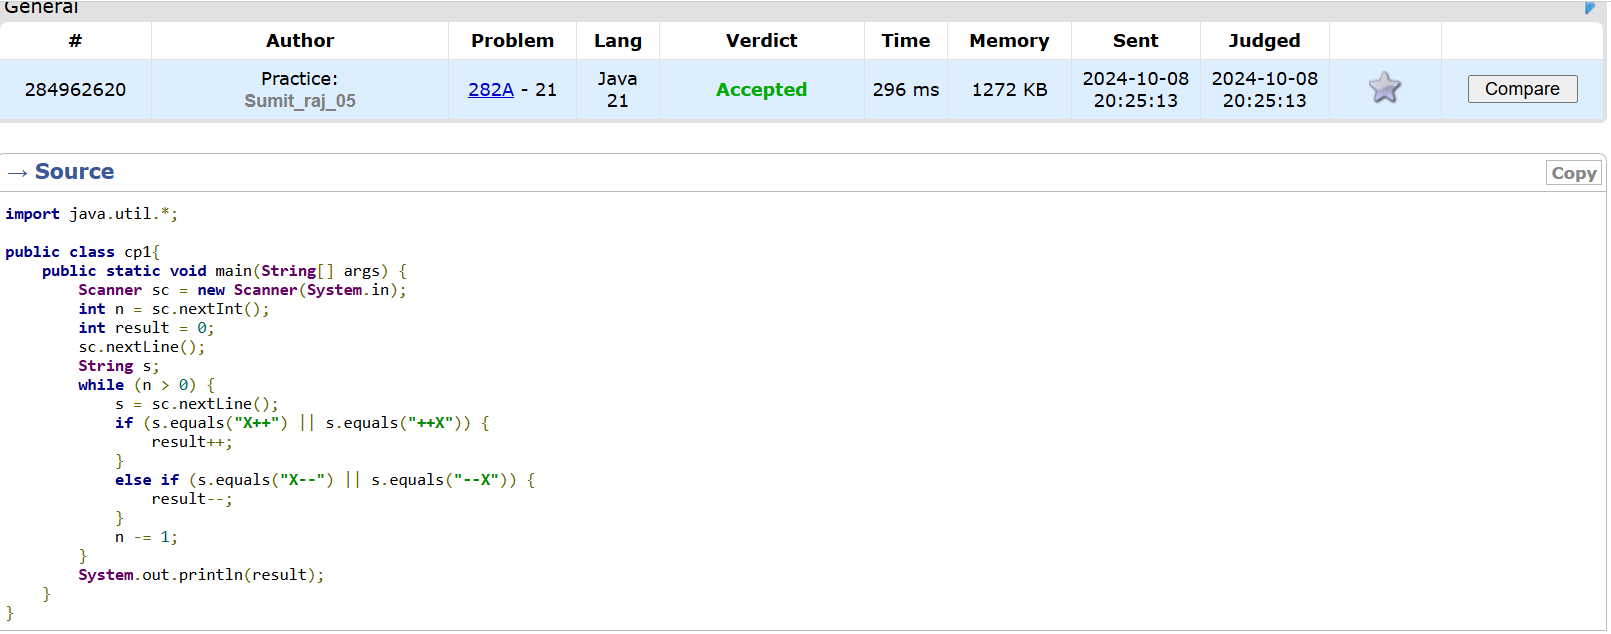 General
# Author Problem Lang Verdict Time Memory Sent Judged
284962620 Practice: Sumit_raj_05 282A - 21 Java 21 Accepted 296 ms 1272 KB 2024-10-08 20:25:13 2024-10-08 20:25:13 Compare
→ Source Copy
import java.util.*;
public class cp1{
    public static void main(String[] args) {
        Scanner sc = new Scanner(System.in);
        int n = sc.nextInt();
        int result = 0;
        sc.nextLine();
        String s;
        while (n > 0) {
            s = sc.nextLine();
            if (s.equals("X++") || s.equals("++X")) {
                result++;
            }
            else if (s.equals("X--") || s.equals("--X")) {
                result--;
            }
            n -= 1;
        }
        System.out.println(result);
    }
}